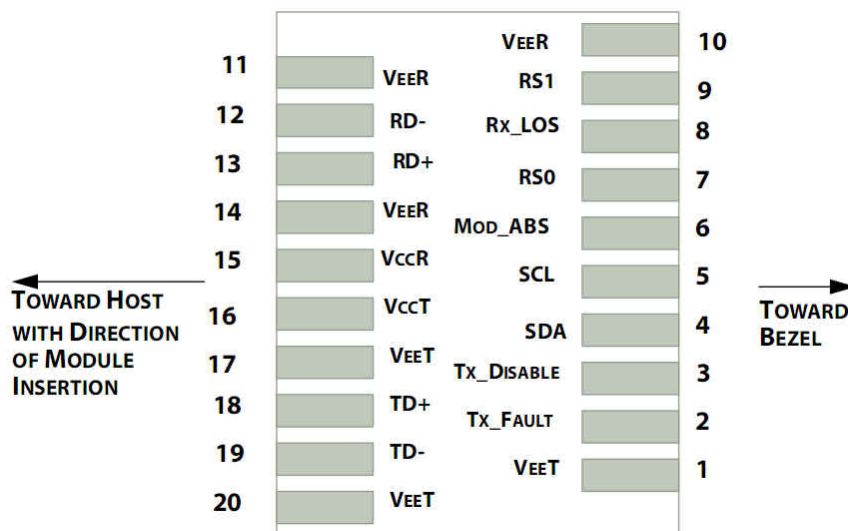 VEER 10
11 VEER
RS1 9
12 RD-
RX_LOS 8
13 RD+
RS0 7
14 VEER
MOD_ABS 6
15 VCCR
SCL 5
TOWARD HOST
WITH DIRECTION
OF MODULE
INSERTION
TOWARD
BEZEL
16 VCCT
SDA 4
17 VEET
TX_DISABLE 3
18 TD+
TX_FAULT 2
19 TD-
VEET 1
20 VEET